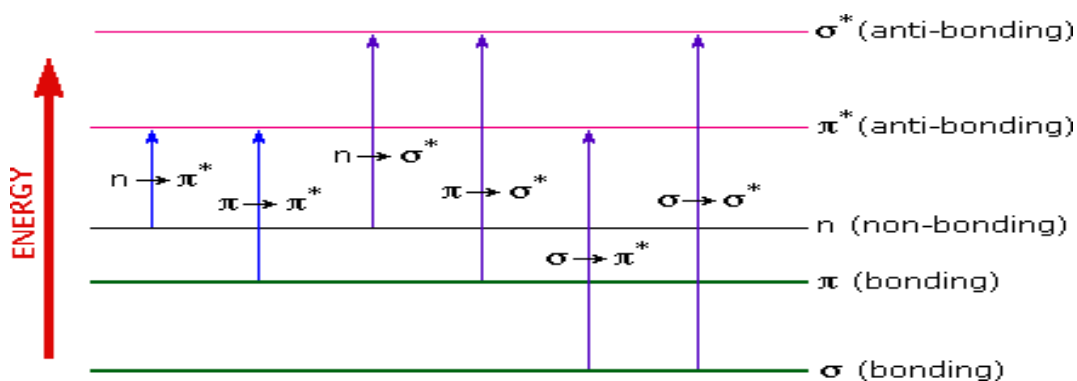 σ* (anti-bonding)
π* (anti-bonding)
n → σ*
n → π*
π → π*
π → σ*
σ → σ*
n (non-bonding)
σ → π*
π (bonding)
σ (bonding)
ENERGY